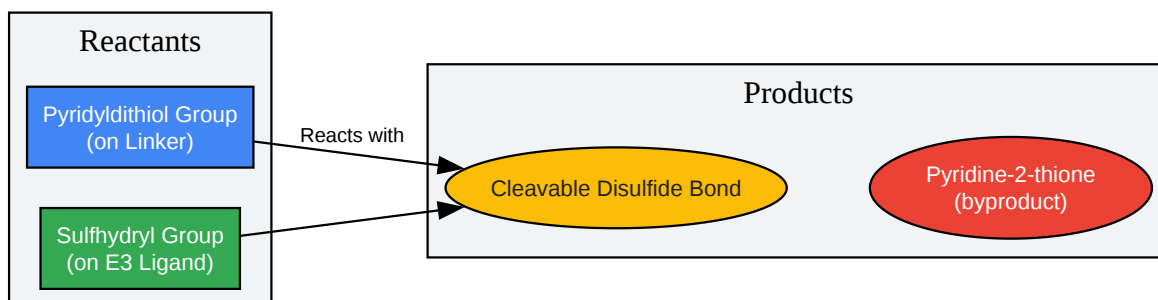 Reactants
Pyridyldithiol Group
(on Linker)
Sulfhydryl Group
(on E3 Ligand)
Reacts with
Products
Cleavable Disulfide Bond
Pyridine-2-thione
(byproduct)